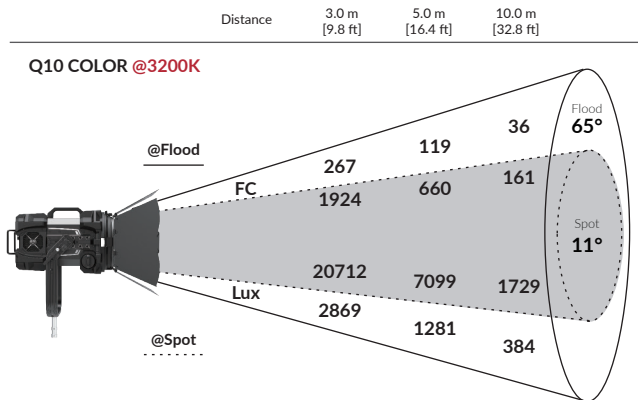 Distance 3.0 m 5.0 m 10.0 m
[9.8 ft] [16.4 ft] [32.8 ft]
Q10 COLOR @3200K
Flood
65°
36
119
@Flood
267
FC
1924 660 161
Spot
11°
20712 7099 1729
Lux
2869 1281 384
@Spot